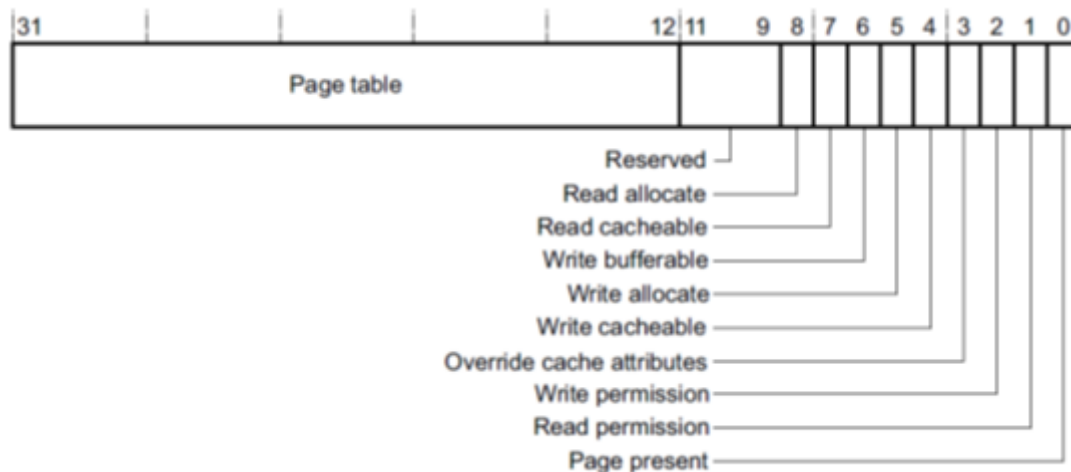 31 12 11 9 8 7 6 5 4 3 2 1 0
Page table
Reserved
Read allocate
Read cacheable
Write bufferable
Write allocate
Write cacheable
Override cache attributes
Write permission
Read permission
Page present